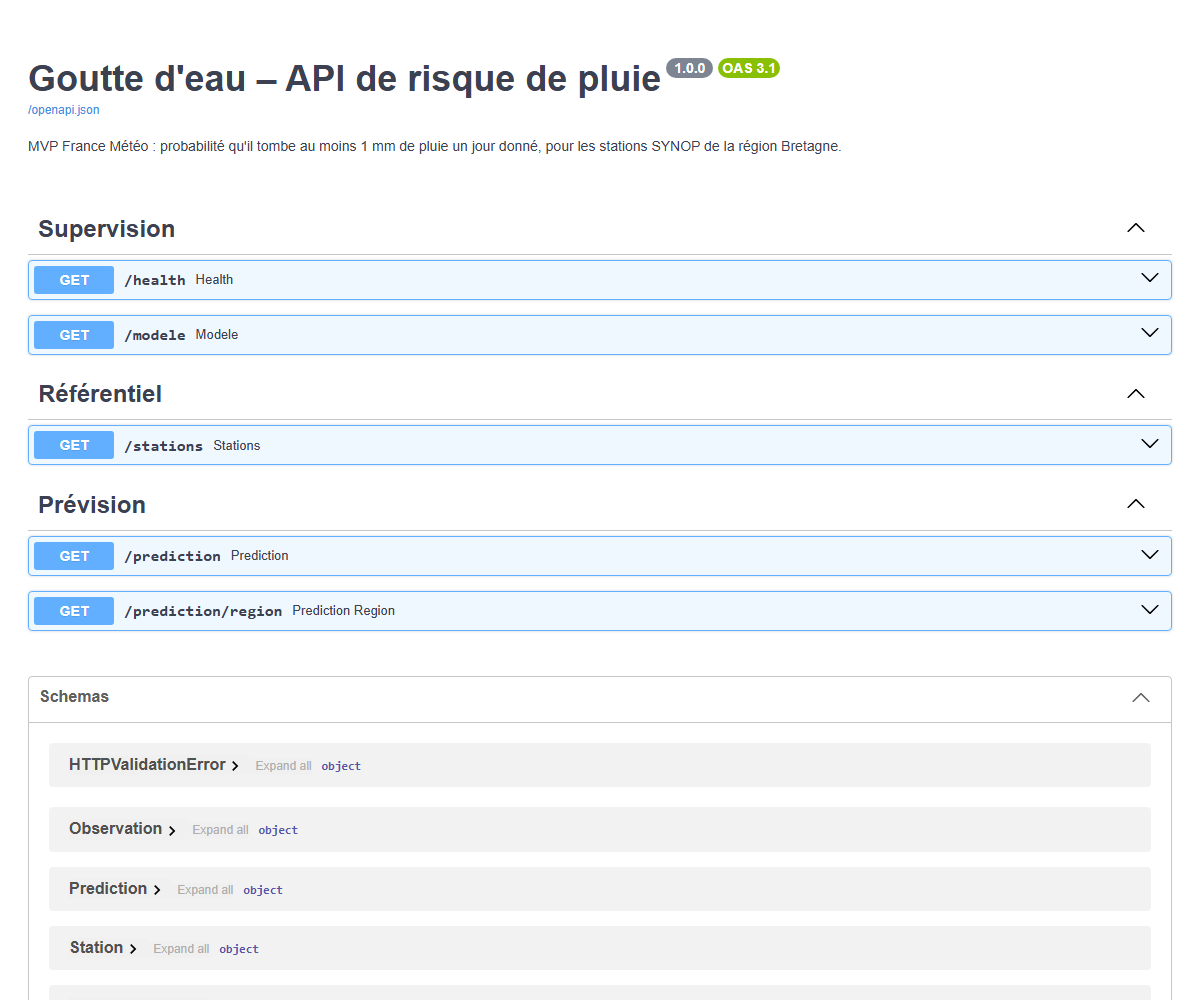 Goutte d'eau – API de risque de pluie 1.0.0 OAS 3.1
/openapi.json
MVP France Météo : probabilité qu'il tombe au moins 1 mm de pluie un jour donné, pour les stations SYNOP de la région Bretagne.
Supervision
GET /health Health
GET /modele Modele
Référentiel
GET /stations Stations
Prévision
GET /prediction Prediction
GET /prediction/region Prediction Region
Schemas
HTTPValidationError Expand all object
Observation Expand all object
Prediction Expand all object
Station Expand all object